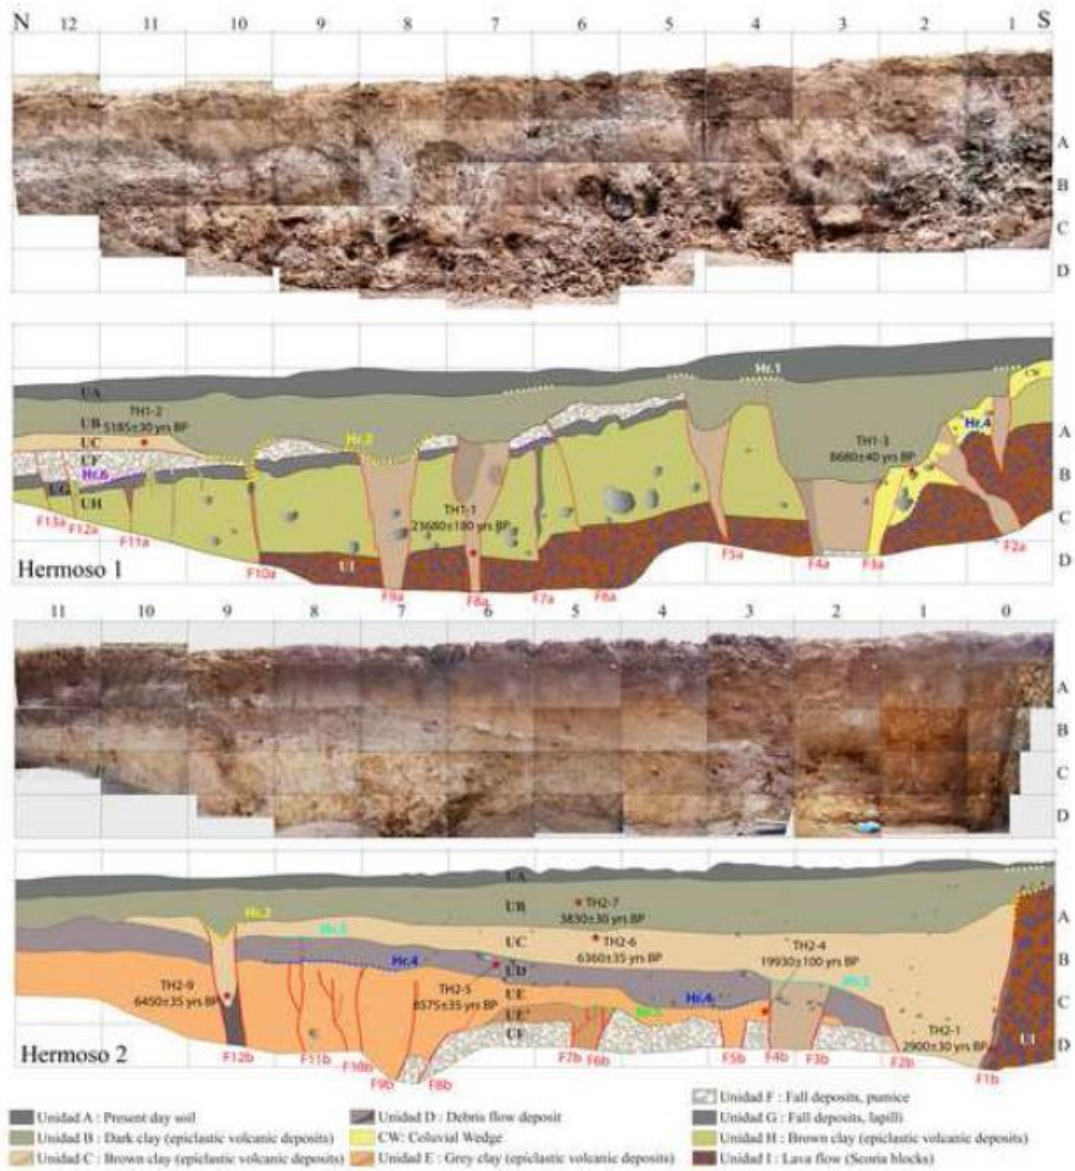 N 12 11 10 9 8 7 6 5 4 3 2 1 S
A
B
C
D
Hr.1
UA
TH1-2
5185±30 yrs BP
UB
UC
UF
Hr.6
UG
UH
Hr.2
CW
Hr.4
TH1-3
8680±40 yrs BP
TH1-1
23680±180 yrs BP
UI
A
B
C
D
F13a
F12a
F11a
F10a
F9a
F8a
F7a
F6a
F5a
F4a
F3a
F2a
Hermoso 1
11 10 9 8 7 6 5 4 3 2 1 0
A
B
C
D
UA
UB
TH2-7
3830±30 yrs BP
Hr.2
Hr.3
UC
TH2-6
6360±35 yrs BP
TH2-4
19930±100 yrs BP
Hr.4
UD
TH2-9
6450±35 yrs BP
TH2-5
8575±35 yrs BP
UE
Hr.4
UE'
UF
TH2-1
2900±30 yrs BP
UI
A
B
C
D
F12b
F11b
F10b
F9b
F8b
F7b
F6b
F5b
F4b
F3b
F2b
F1b
Hermoso 2
Unidad A : Present day soil
Unidad B : Dark clay (epiclastic volcanic deposits)
Unidad C : Brown clay (epiclastic volcanic deposits)
Unidad D : Debris flow deposit
CW: Coluvial Wedge
Unidad E : Grey clay (epiclastic volcanic deposits)
Unidad F : Fall deposits, pumice
Unidad G : Fall deposits, lapilli
Unidad H : Brown clay (epiclastic volcanic deposits)
Unidad I : Lava flow (Scoria blocks)